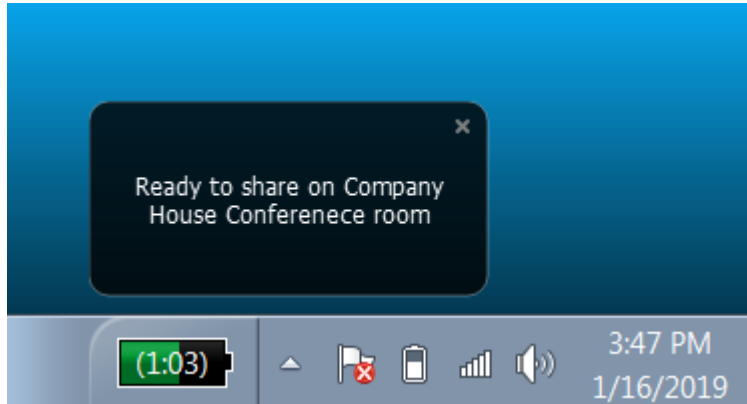 Ready to share on Company
House Conferenece room
(1:03)
3:47 PM
1/16/2019